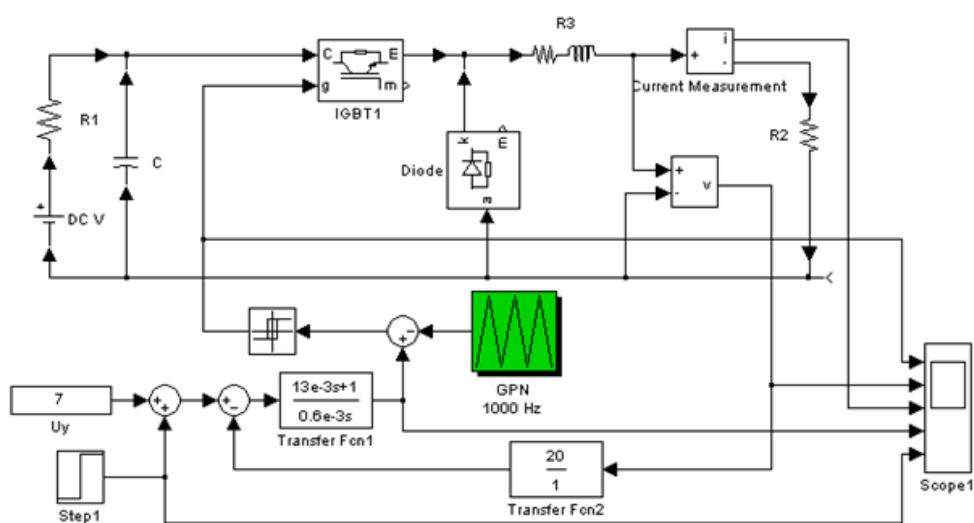 R3
C
E
g
m
IGBT1
i
+
-
Current Measurement
R1
C
R2
k
m
a
Diode
+
-
v
+
DC V
-
+
GPN
1000 Hz
7
Uy
+
+
+
-
13e-3s+1
0.6e-3s
Transfer Fcn1
20
1
Transfer Fcn2
Step1
Scope1